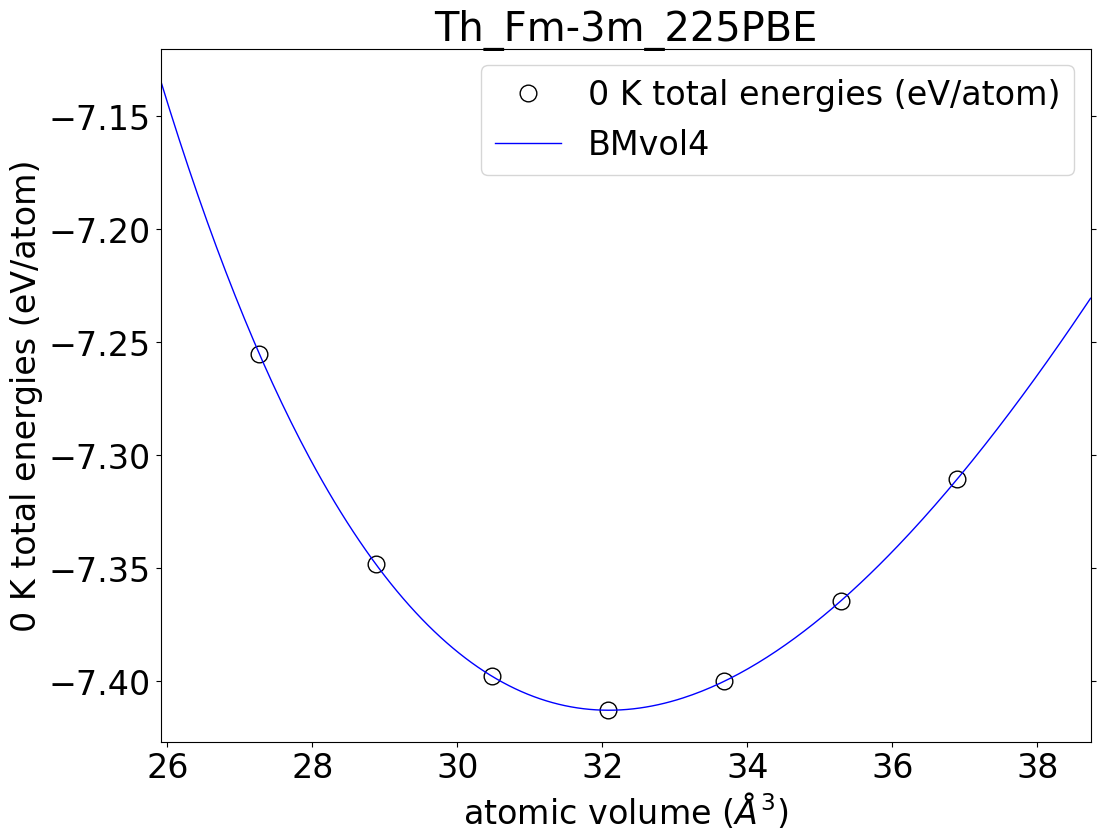 Th_Fm-3m_225PBE
0 K total energies (eV/atom)
BMvol4
0 K total energies (eV/atom)
−7.15
−7.20
−7.25
−7.30
−7.35
−7.40
26 28 30 32 34 36 38
atomic volume (Å³)